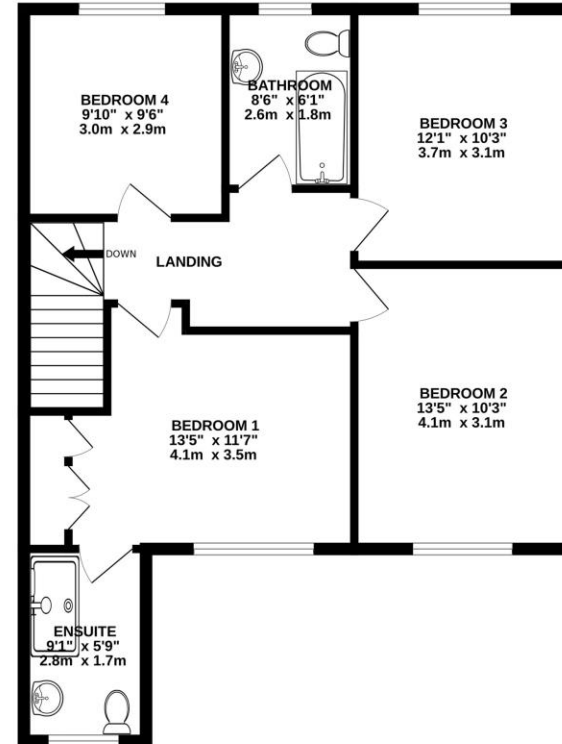 BEDROOM 4
9'10" x 9'6"
3.0m x 2.9m
BATHROOM
8'6" x 6'1"
2.6m x 1.8m
BEDROOM 3
12'1" x 10'3"
3.7m x 3.1m
DOWN
LANDING
BEDROOM 1
13'5" x 11'7"
4.1m x 3.5m
BEDROOM 2
13'5" x 10'3"
4.1m x 3.1m
ENSUITE
9'1" x 5'9"
2.8m x 1.7m